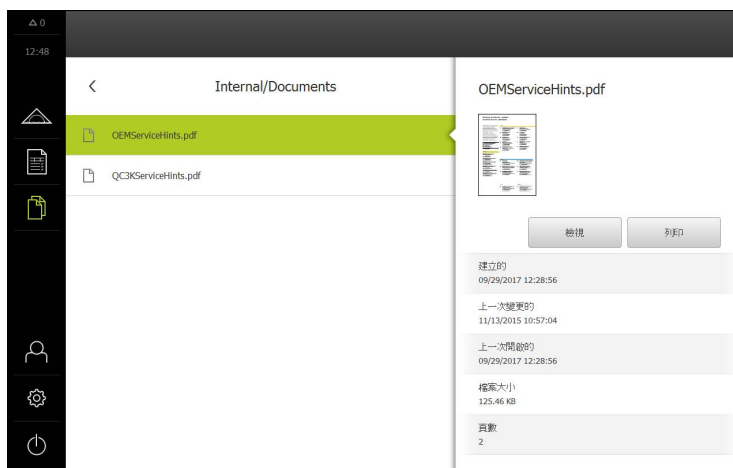 △ 0
12:48
Internal/Documents
OEMServiceHints.pdf
QC3KServiceHints.pdf
OEMServiceHints.pdf
檢視
列印
建立的
09/29/2017 12:28:56
上一次變更的
11/13/2015 10:57:04
上一次開啟的
09/29/2017 12:28:56
檔案大小
125.46 KB
頁數
2